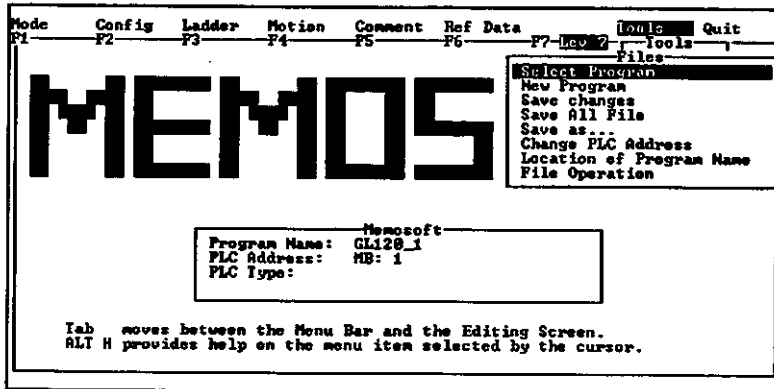 Mode Config Ladder Motion Comment Ref Data Tools Quit
F1 F2 F3 F4 F5 F6 F7-Lev ? Tools
Files
Select Program
New Program
Save changes
Save All File
Save as...
Change PLC Address
Location of Program Name
File Operation
MEMOS
Memosoft
Program Name: GL120_1
PLC Address: MB: 1
PLC Type:
Tab moves between the Menu Bar and the Editing Screen.
ALT H provides help on the menu item selected by the cursor.